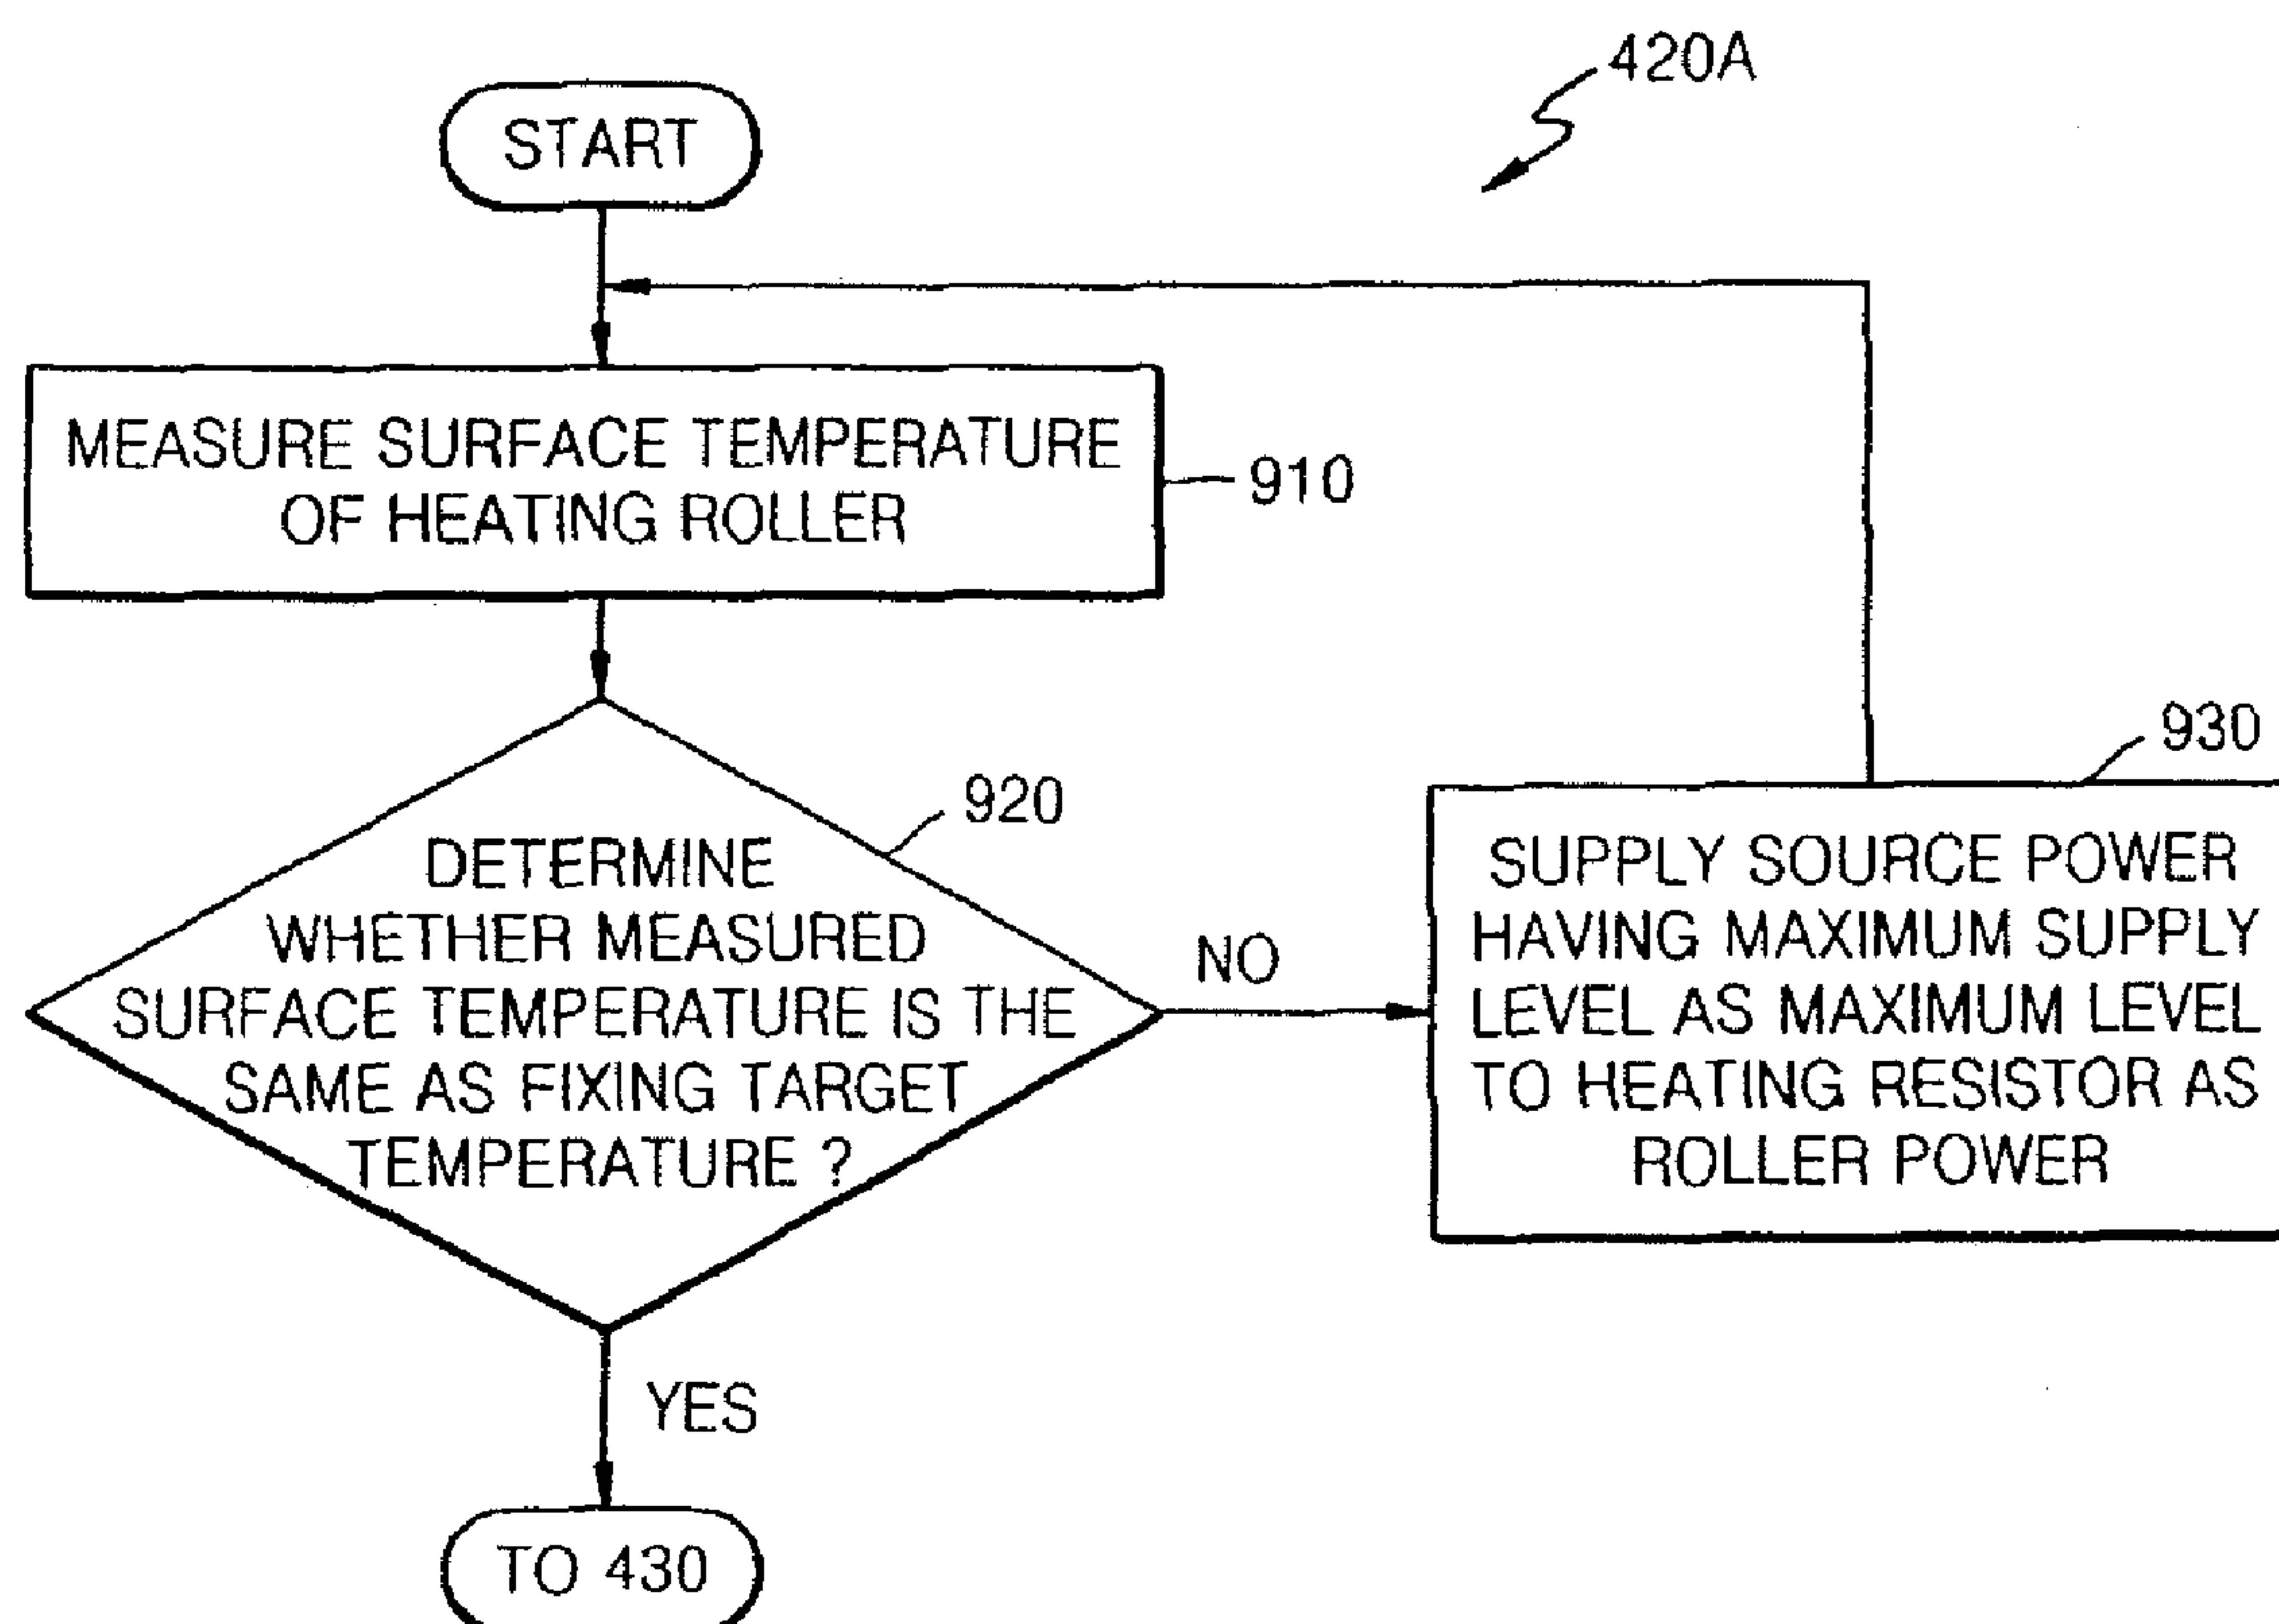 420A
START
MEASURE SURFACE TEMPERATURE
OF HEATING ROLLER
910
920
DETERMINE
WHETHER MEASURED
SURFACE TEMPERATURE IS THE
SAME AS FIXING TARGET
TEMPERATURE ?
NO
930
SUPPLY SOURCE POWER
HAVING MAXIMUM SUPPLY
LEVEL AS MAXIMUM LEVEL
TO HEATING RESISTOR AS
ROLLER POWER
YES
TO 430